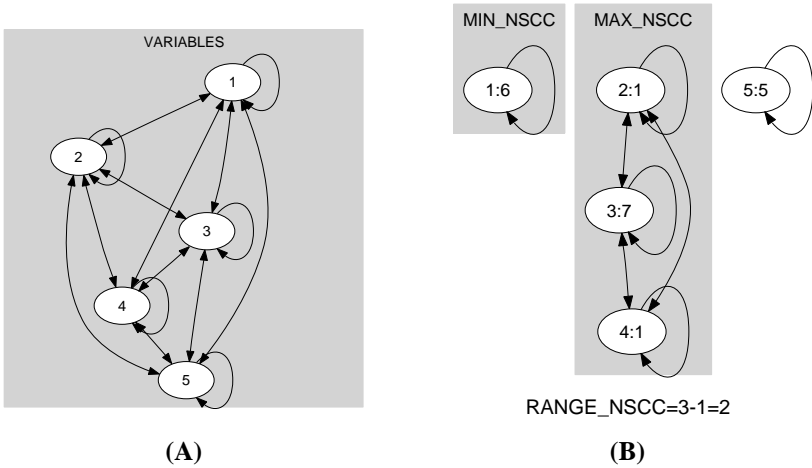 VARIABLES
1
2
3
4
5
(A)
MIN_NSCC
MAX_NSCC
1:6
2:1
5:5
3:7
4:1
RANGE_NSCC=3-1=2
(B)